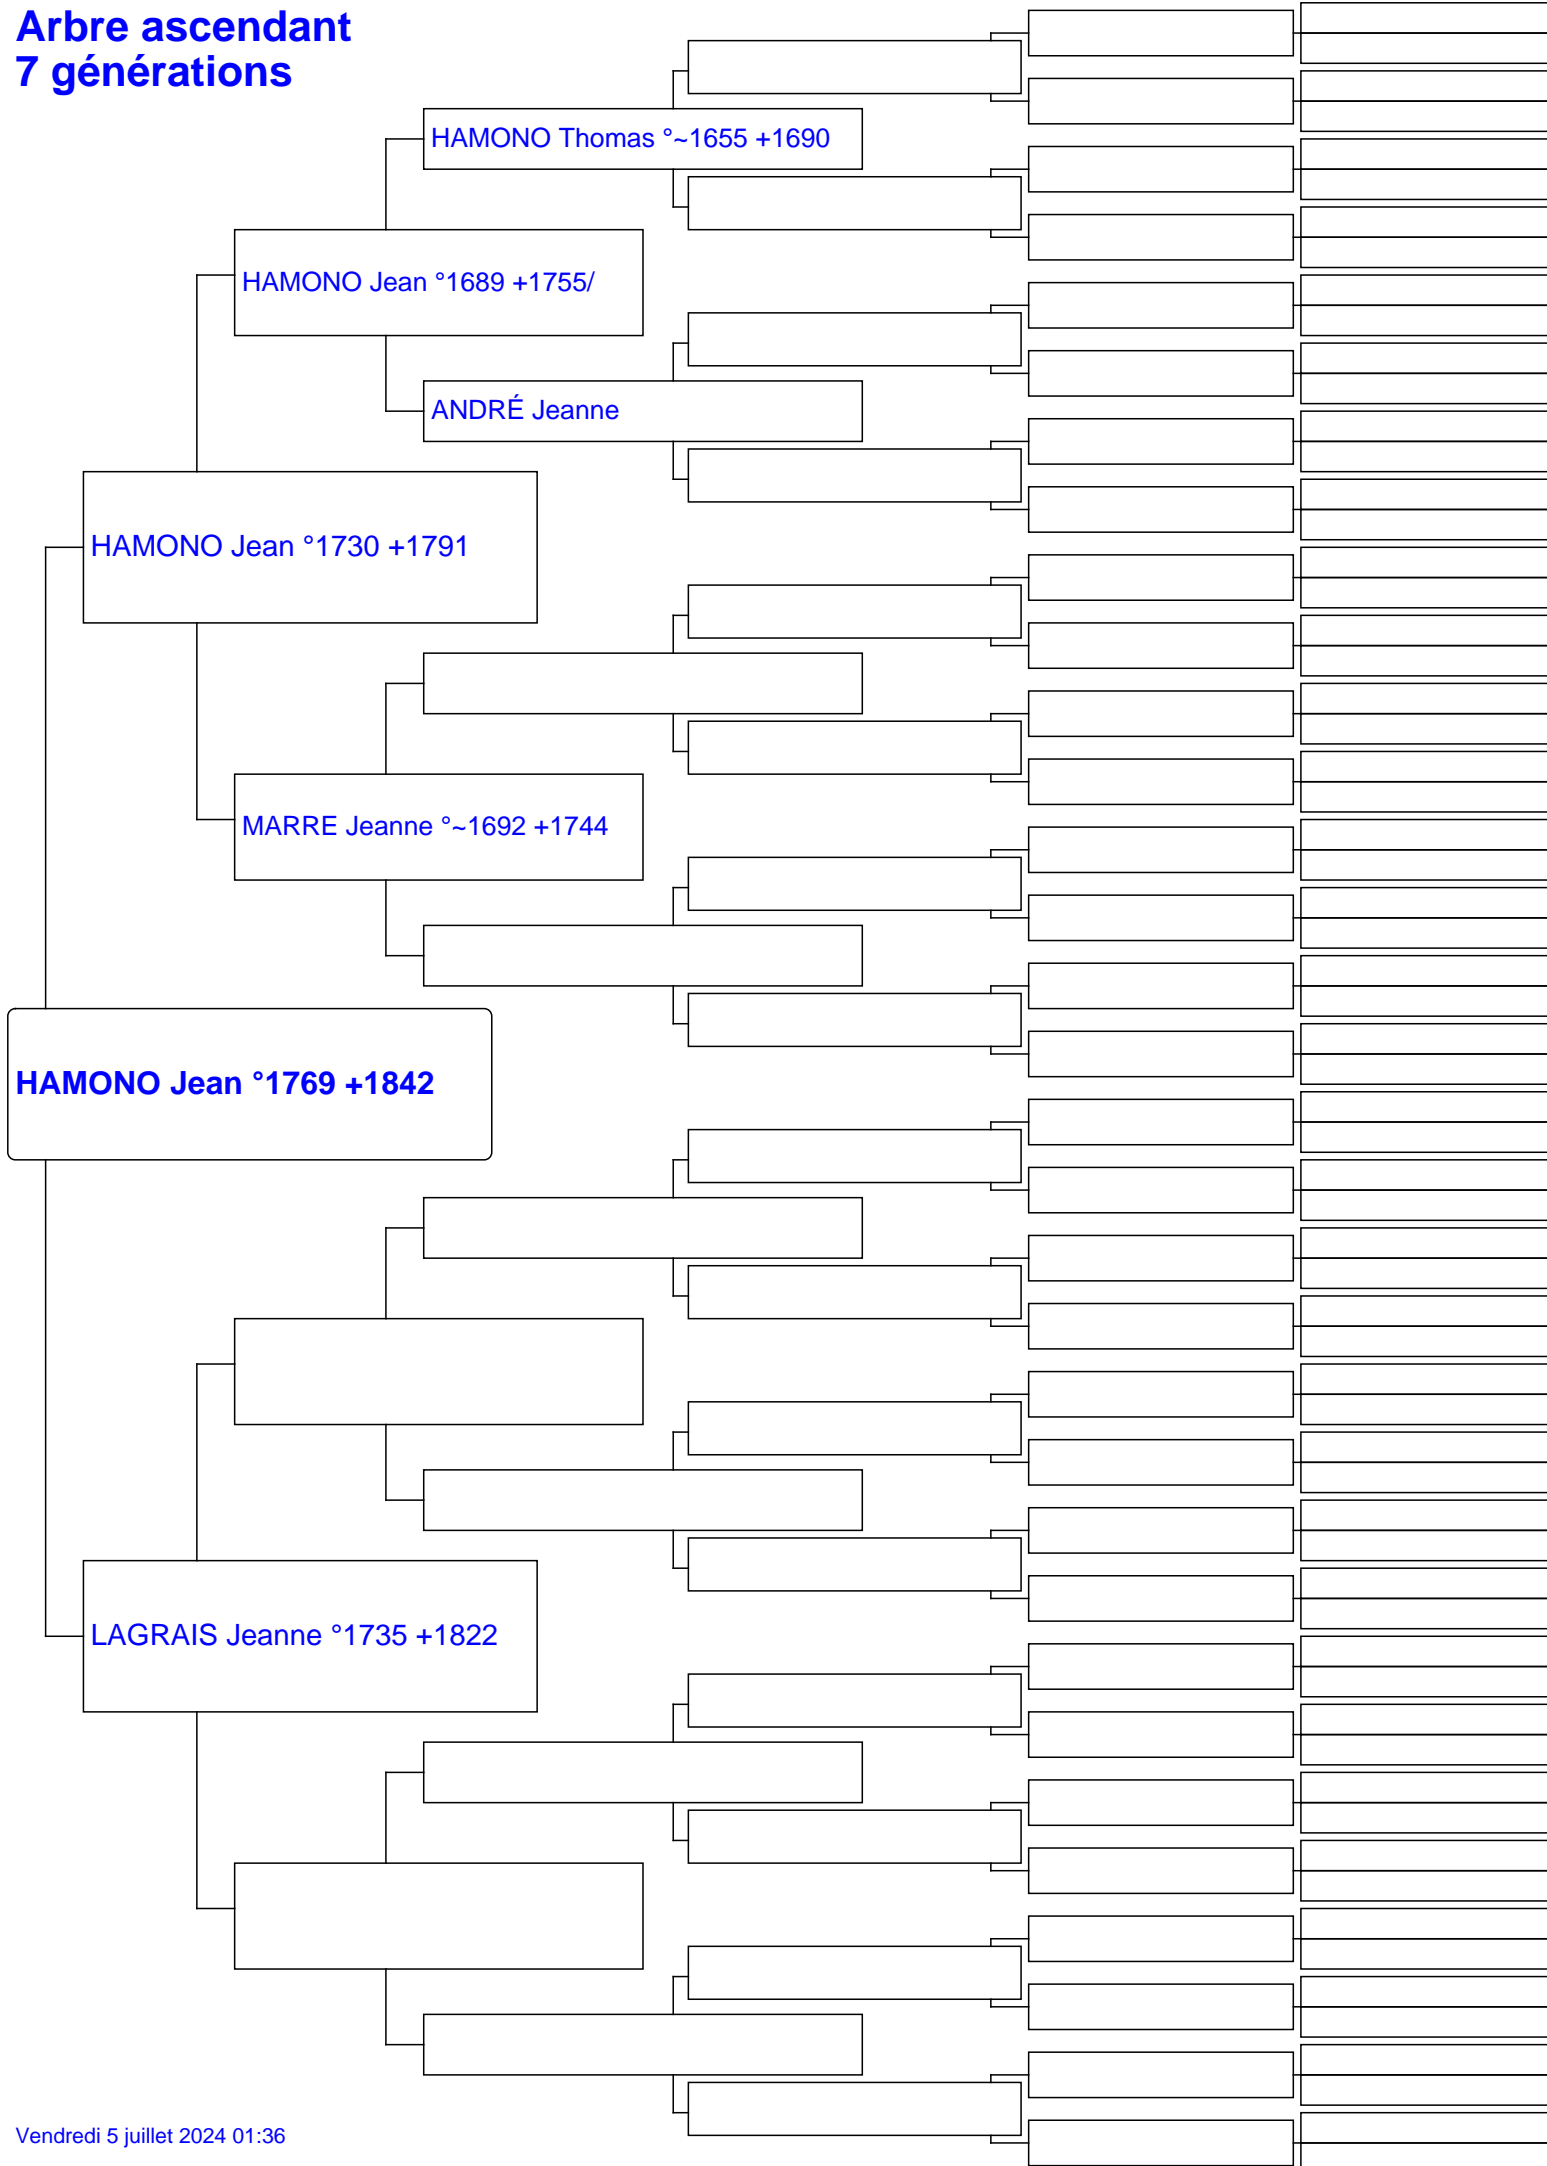 Arbre ascendant
7 générations
HAMONO Thomas °~1655 +1690
HAMONO Jean °1689 +1755/
ANDRÉ Jeanne
HAMONO Jean °1730 +1791
MARRE Jeanne °~1692 +1744
HAMONO Jean °1769 +1842
LAGRAIS Jeanne °1735 +1822
Vendredi 5 juillet 2024 01:36